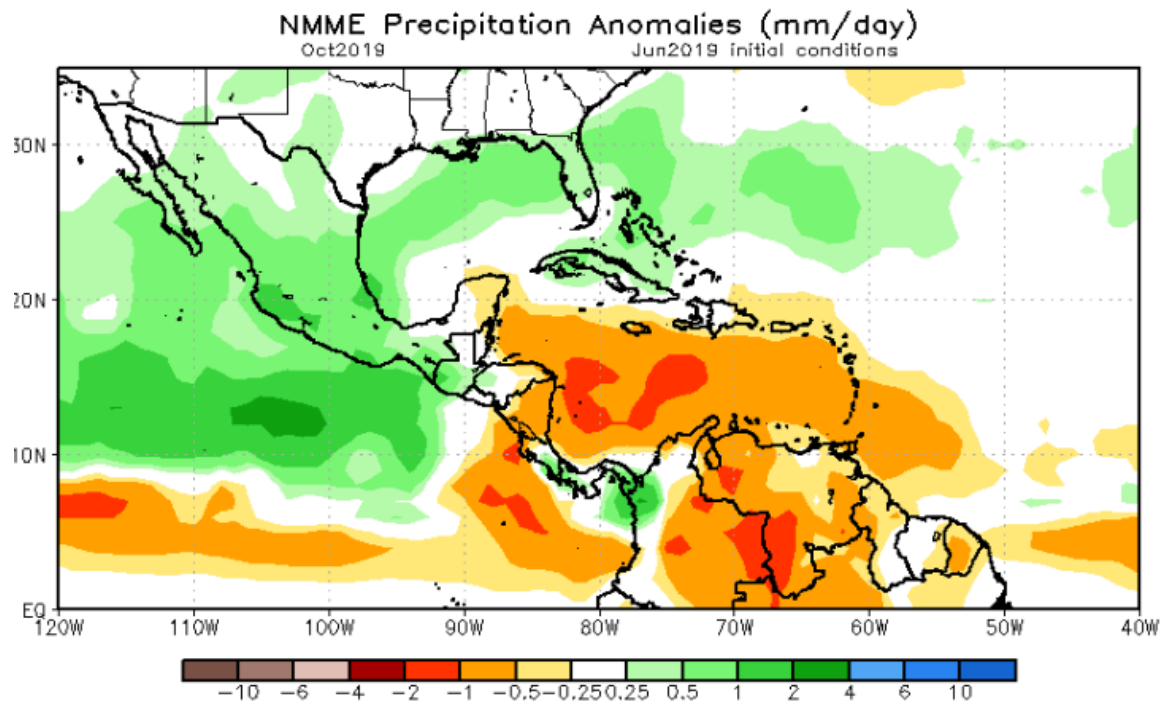 NMME Precipitation Anomalies (mm/day)
Oct2019 Jun2019 initial conditions
30N
20N
10N
EQ
120W 110W 100W 90W 80W 70W 60W 50W 40W
-10 -6 -4 -2 -1 -0.5 -0.25 0.25 0.5 1 2 4 6 10